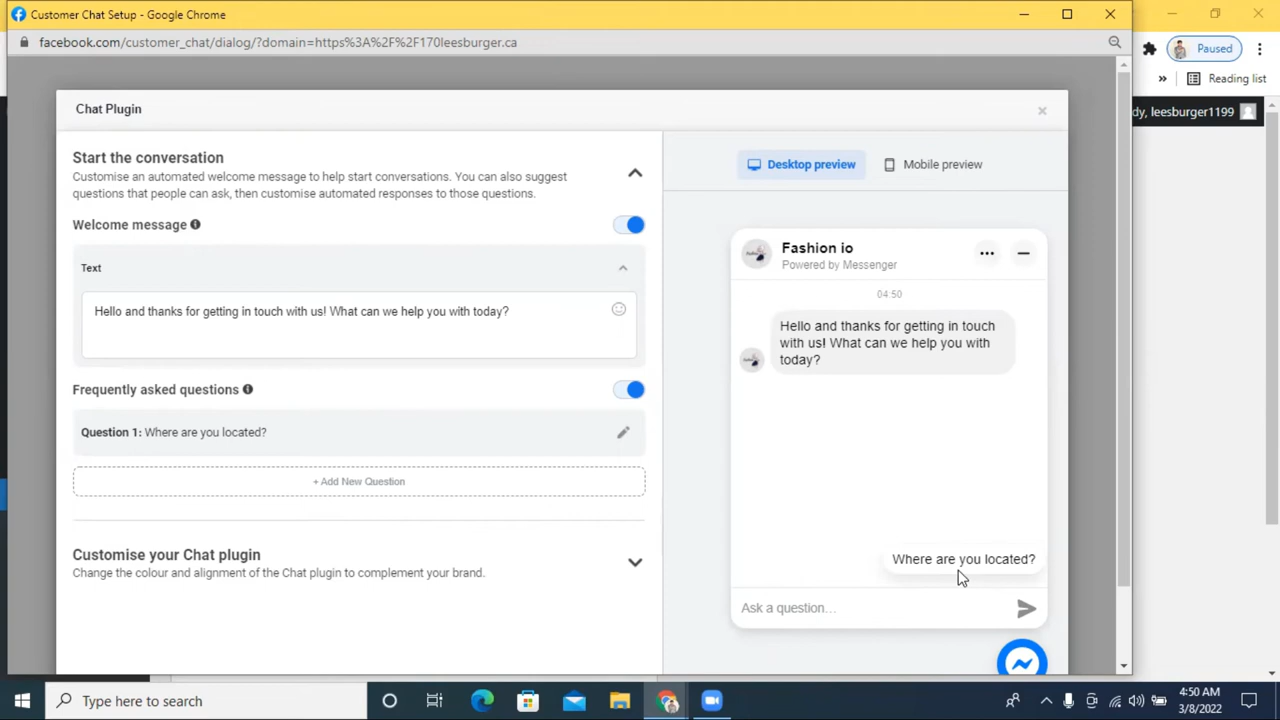 Customer Chat Setup - Google Chrome
facebook.com/customer_chat/dialog/?domain=https%3A%2F%2F170leesburger.ca
Paused
»
Reading list
dy, leesburger1199
Chat Plugin
×
Start the conversation
Customise an automated welcome message to help start conversations. You can also suggest
questions that people can ask, then customise automated responses to those questions.
Welcome message
Text
Hello and thanks for getting in touch with us! What can we help you with today?
Frequently asked questions
Question 1: Where are you located?
+ Add New Question
Customise your Chat plugin
Change the colour and alignment of the Chat plugin to complement your brand.
Desktop preview
Mobile preview
Fashion io
Powered by Messenger
04:50
Hello and thanks for getting in touch
with us! What can we help you with
today?
Where are you located?
Ask a question...
Type here to search
4:50 AM
3/8/2022